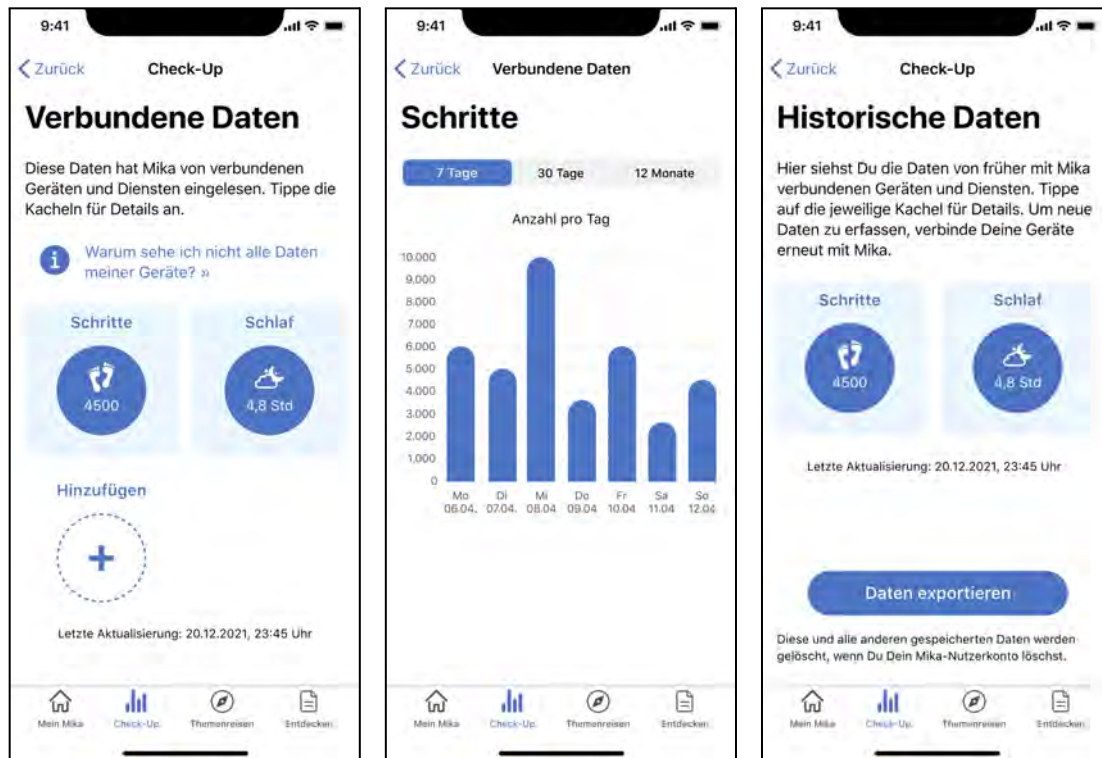 9:41
Zurück Check-Up
Verbundene Daten
Diese Daten hat Mika von verbundenen
Geräten und Diensten eingelesen. Tippe die
Kacheln für Details an.
i Warum sehe ich nicht alle Daten
meiner Geräte? »
Schritte Schlaf
4500 4,8 Std
Hinzufügen
+
Letzte Aktualisierung: 20.12.2021, 23:45 Uhr
Mein Mika Check-Up Themenreisen Entdecken
9:41
Zurück Verbundene Daten
Schritte
7 Tage 30 Tage 12 Monate
Anzahl pro Tag
10.000
9.000
8.000
7.000
6.000
5.000
4.000
3.000
2.000
1.000
0
Mo Di Mi Do Fr Sa So
06.04. 07.04. 08.04 09.04 10.04 11.04 12.04
Mein Mika Check-Up Themenreisen Entdecken
9:41
Zurück Check-Up
Historische Daten
Hier siehst Du die Daten von früher mit Mika
verbundenen Geräten und Diensten. Tippe
auf die jeweilige Kachel für Details. Um neue
Daten zu erfassen, verbinde Deine Geräte
erneut mit Mika.
Schritte Schlaf
4500 4,8 Std
Letzte Aktualisierung: 20.12.2021, 23:45 Uhr
Daten exportieren
Diese und alle anderen gespeicherten Daten werden
gelöscht, wenn Du Dein Mika-Nutzerkonto löschst.
Mein Mika Check-Up Themenreisen Entdecken